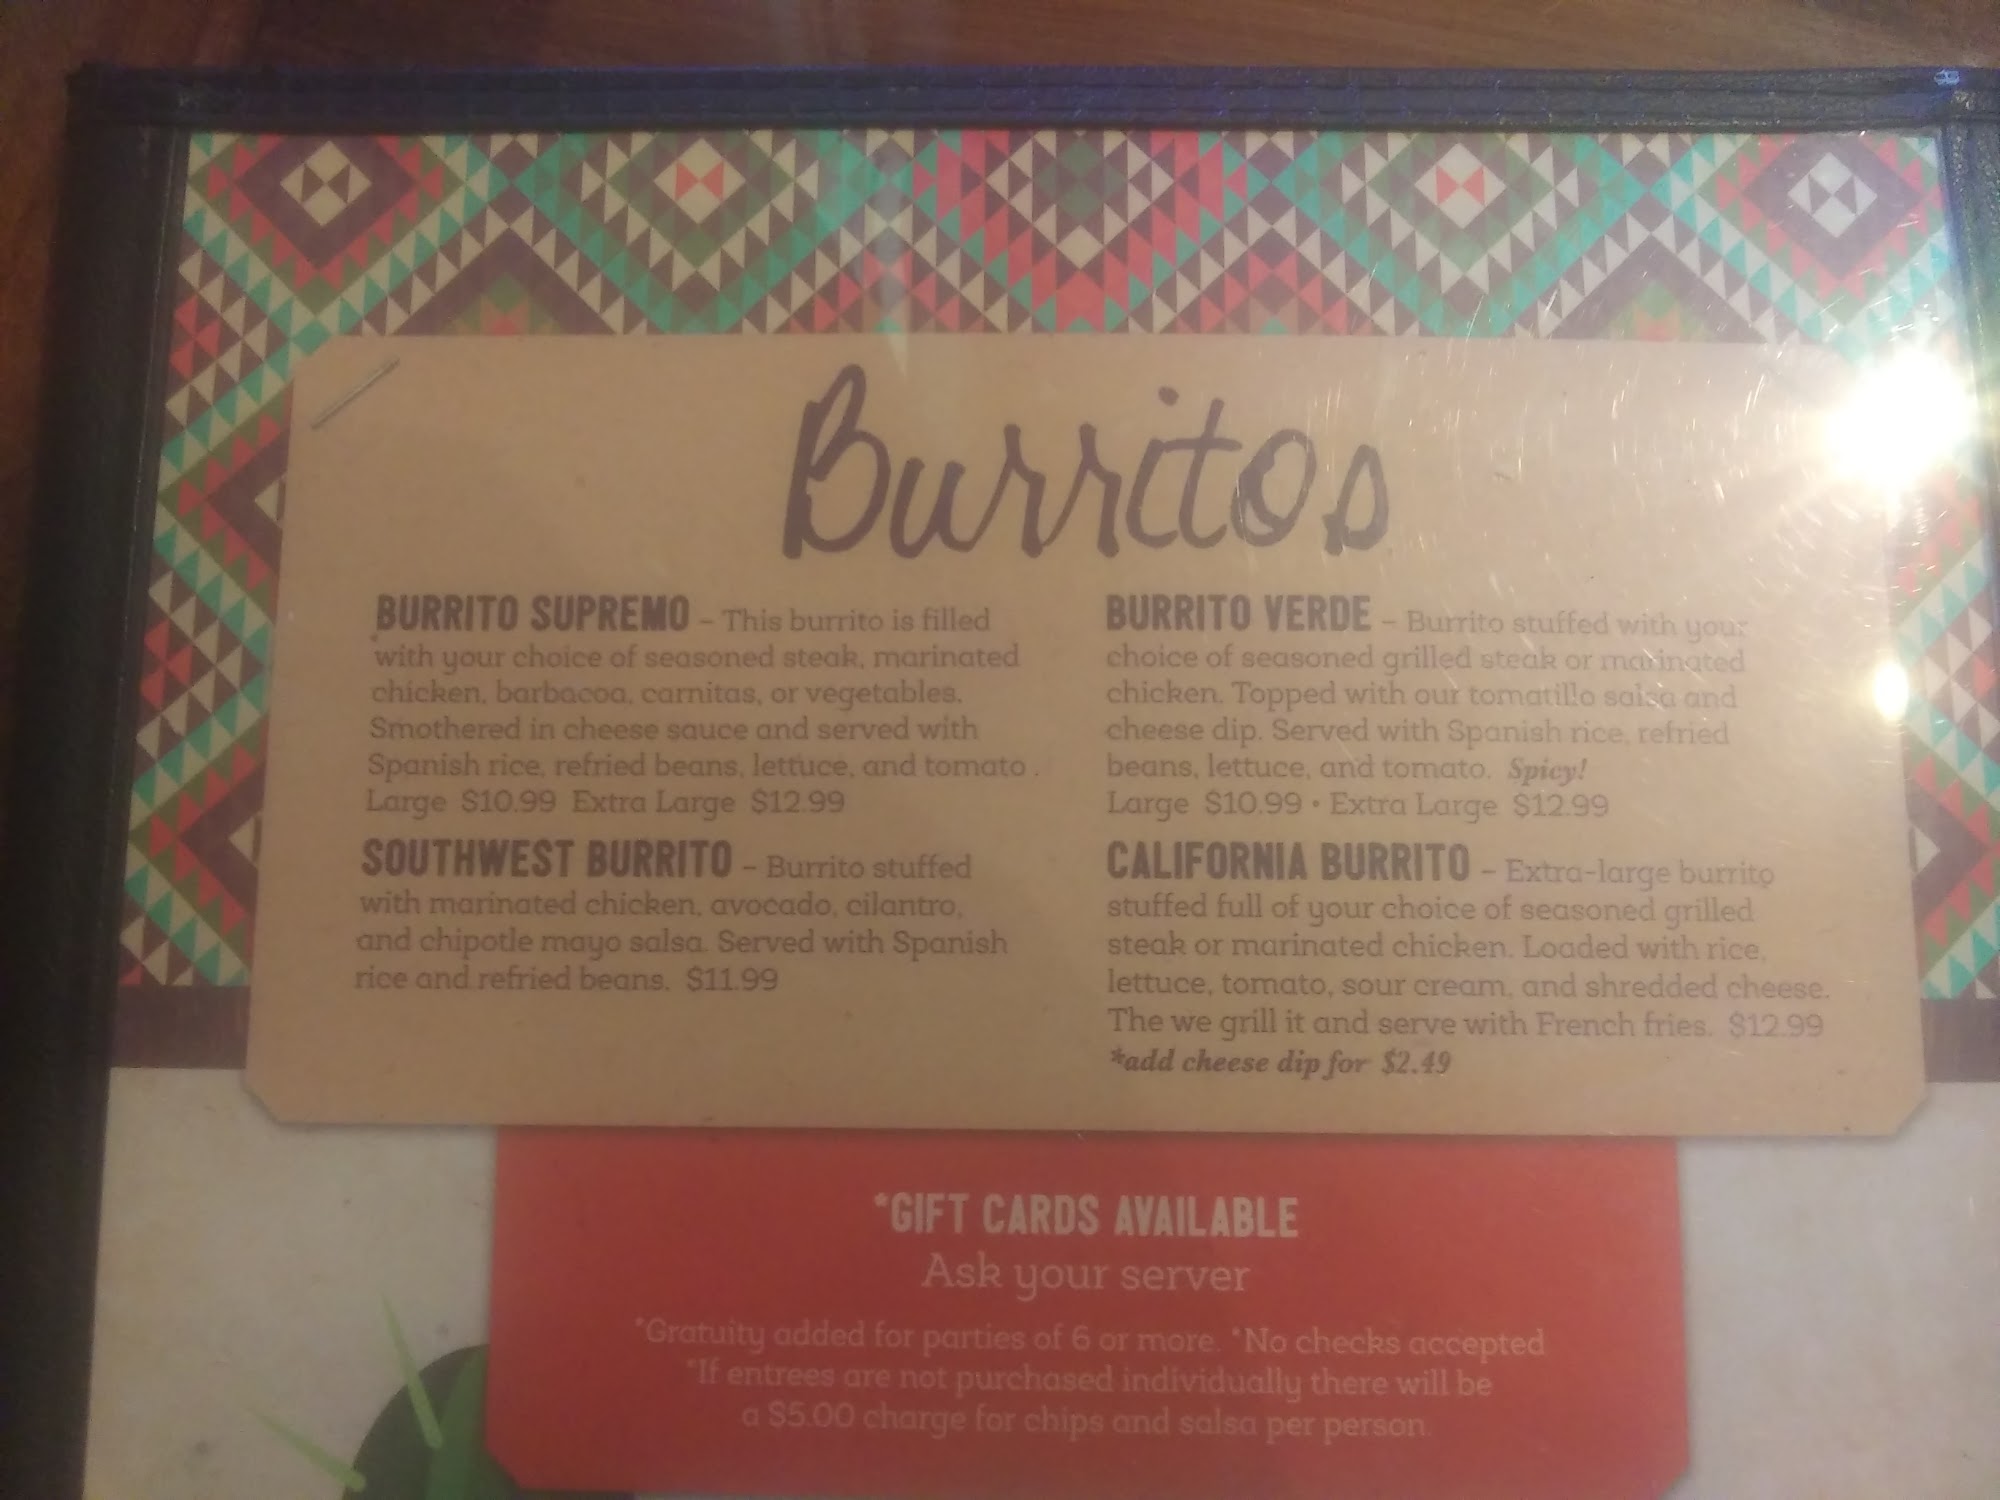 Burritos
BURRITO SUPREMO – This burrito is filled
with your choice of seasoned steak, marinated
chicken, barbacoa, carnitas, or vegetables.
Smothered in cheese sauce and served with
Spanish rice, refried beans, lettuce, and tomato .
Large $10.99 Extra Large $12.99
SOUTHWEST BURRITO – Burrito stuffed
with marinated chicken, avocado, cilantro,
and chipotle mayo salsa. Served with Spanish
rice and refried beans. $11.99
BURRITO VERDE – Burrito stuffed with your
choice of seasoned grilled steak or marinated
chicken. Topped with our tomatillo salsa and
cheese dip. Served with Spanish rice, refried
beans, lettuce, and tomato. Spicy!
Large $10.99 • Extra Large $12.99
CALIFORNIA BURRITO – Extra-large burrito
stuffed full of your choice of seasoned grilled
steak or marinated chicken. Loaded with rice,
lettuce, tomato, sour cream, and shredded cheese.
The we grill it and serve with French fries. $12.99
*add cheese dip for $2.49
*GIFT CARDS AVAILABLE
Ask your server
*Gratuity added for parties of 6 or more. *No checks accepted
*If entrees are not purchased individually there will be
a $5.00 charge for chips and salsa per person.